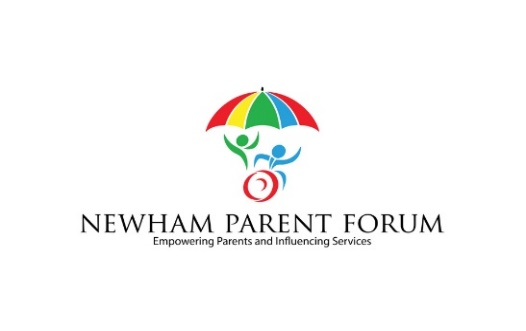 NEWHAM PARENT FORUM
Empowering Parents and Influencing Services